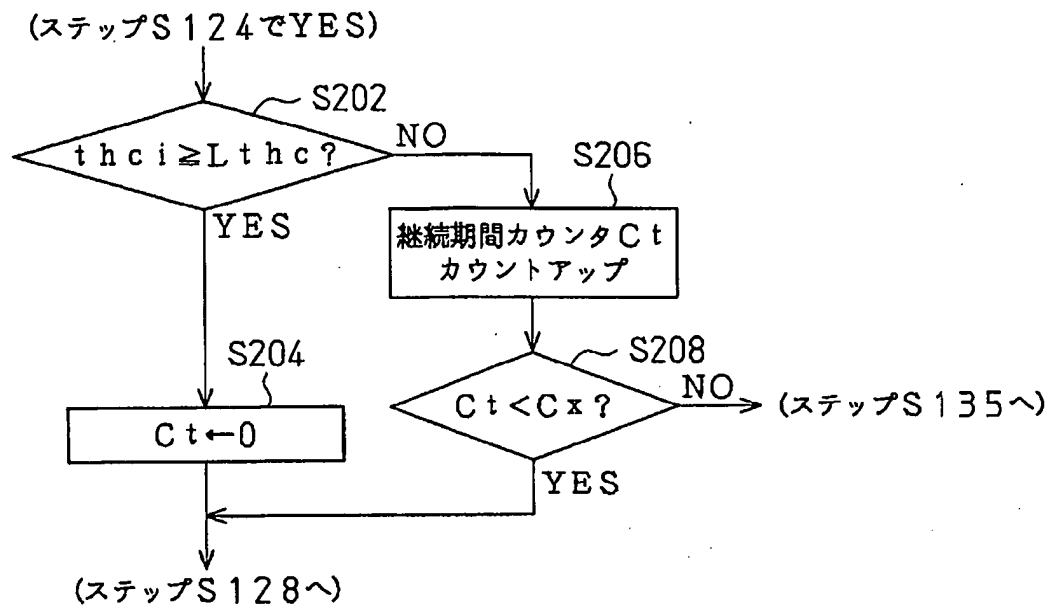 (ステップS124でYES)
S202
thci≧Lthc?
NO
YES
S206
継続期間カウンタCt
カウントアップ
S204
Ct←0
S208
Ct<Cx?
NO
(ステップS135へ)
YES
(ステップS128へ)